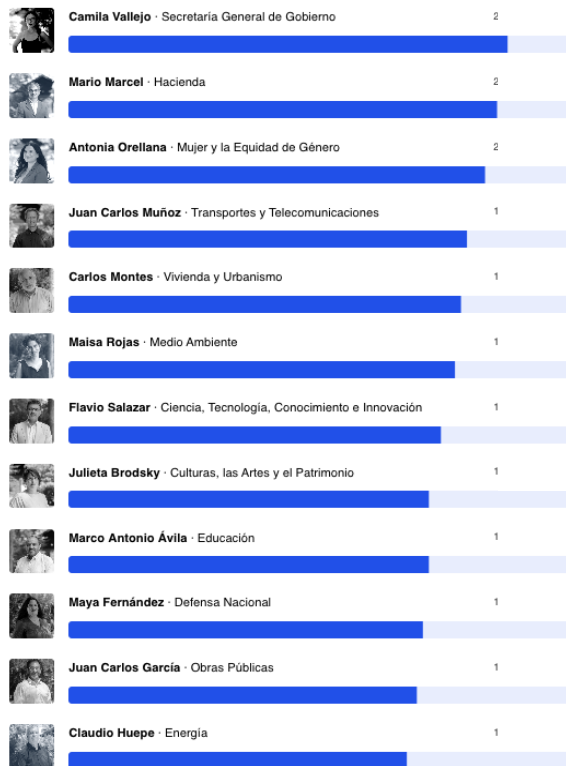 Camila Vallejo · Secretaría General de Gobierno 2
Mario Marcel · Hacienda 2
Antonia Orellana · Mujer y la Equidad de Género 2
Juan Carlos Muñoz · Transportes y Telecomunicaciones 1
Carlos Montes · Vivienda y Urbanismo 1
Maisa Rojas · Medio Ambiente 1
Flavio Salazar · Ciencia, Tecnología, Conocimiento e Innovación 1
Julieta Brodsky · Culturas, las Artes y el Patrimonio 1
Marco Antonio Ávila · Educación 1
Maya Fernández · Defensa Nacional 1
Juan Carlos García · Obras Públicas 1
Claudio Huepe · Energía 1